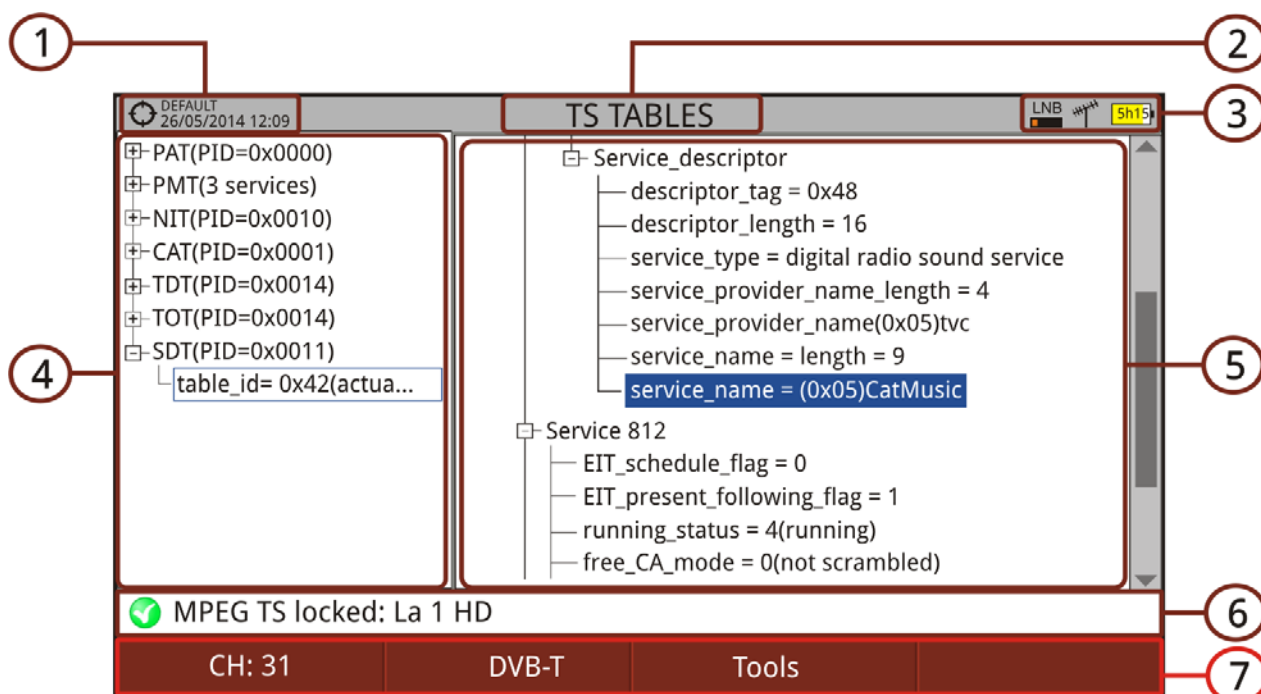 1
2
DEFAULT
26/05/2014 12:09
TS TABLES
LNB
5h15
3
PAT(PID=0x0000)
PMT(3 services)
NIT(PID=0x0010)
CAT(PID=0x0001)
TDT(PID=0x0014)
TOT(PID=0x0014)
SDT(PID=0x0011)
table_id= 0x42(actua...
4
Service_descriptor
descriptor_tag = 0x48
descriptor_length = 16
service_type = digital radio sound service
service_provider_name_length = 4
service_provider_name(0x05)tvc
service_name = length = 9
service_name = (0x05)CatMusic
Service 812
EIT_schedule_flag = 0
EIT_present_following_flag = 1
running_status = 4(running)
free_CA_mode = 0(not scrambled)
5
MPEG TS locked: La 1 HD
6
CH: 31
DVB-T
Tools
7